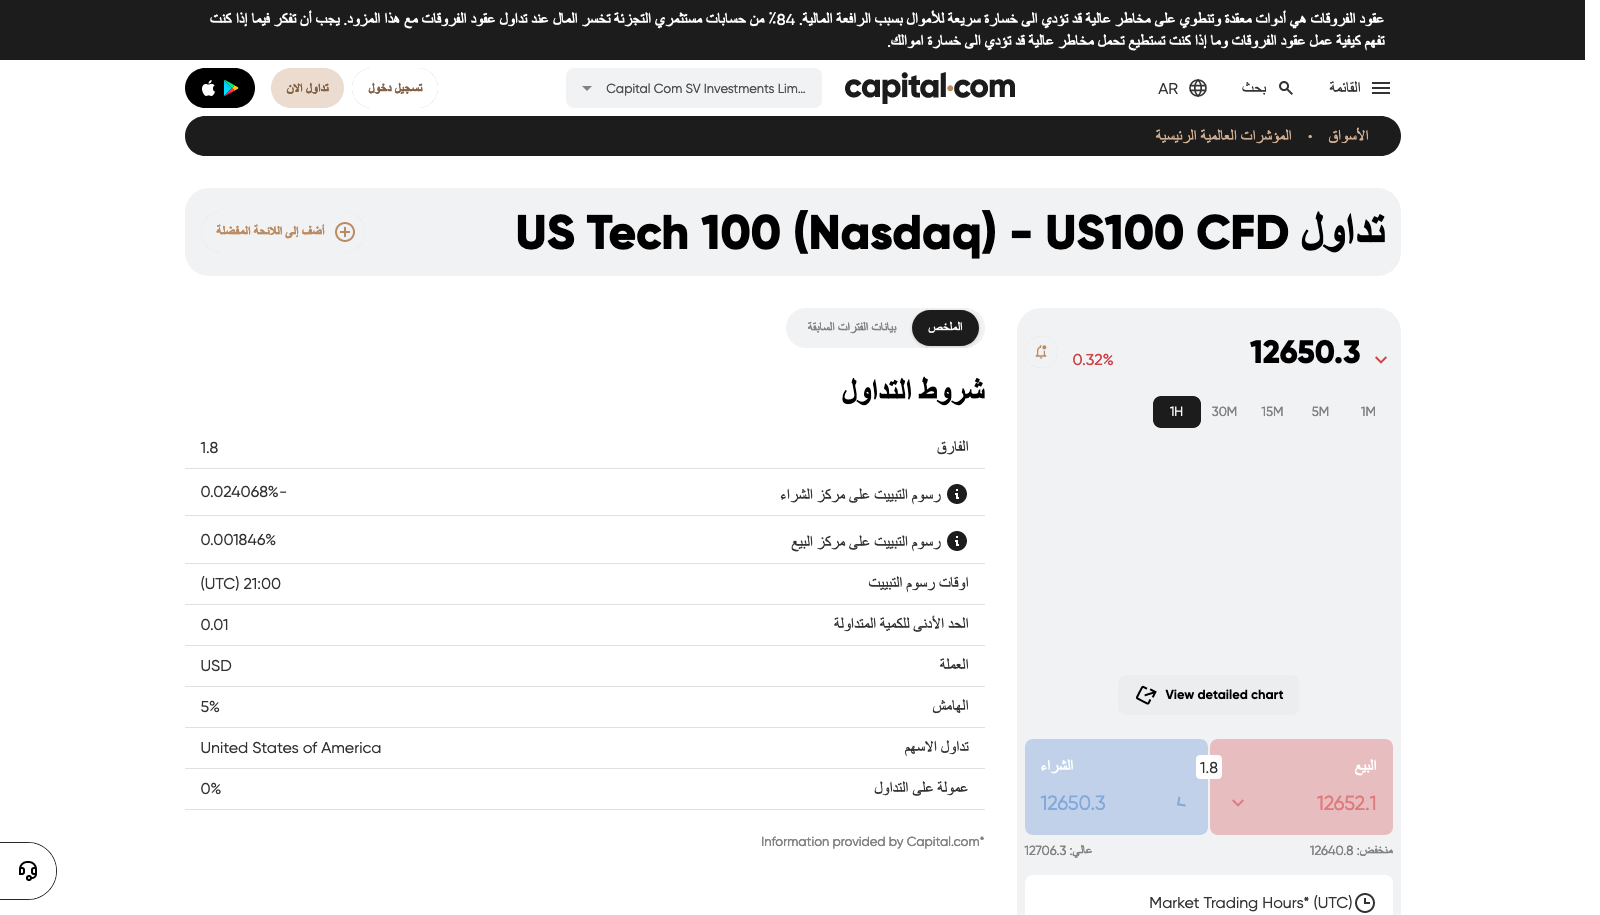 عقود الفروقات هي أدوات معقدة وتنطوي على مخاطر عالية قد تؤدي الى خسارة سريعة للأموال بسبب الرافعة المالية. 84٪ من حسابات مستثمري التجزئة تخسر المال عند تداول عقود الفروقات مع هذا المزود. يجب أن تفكر فيما إذا كنت
تفهم كيفية عمل عقود الفروقات وما إذا كنت تستطيع تحمل مخاطر عالية قد تؤدي الى خسارة اموالك.
القائمة
بحث
AR
capital.com
Capital Com SV Investments Lim...
تسجيل دخول
تداول الان
الأسواق • المؤشرات العالمية الرئيسية
تداول US Tech 100 (Nasdaq) - US100 CFD
أضف إلى اللائحة المفضلة
12650.3
0.32%
1M 5M 15M 30M 1H
View detailed chart
البيع
12652.1
1.8
الشراء
12650.3
منخفض: 12640.8
عالي: 12706.3
Market Trading Hours* (UTC)
الملخص
بيانات الفترات السابقة
شروط التداول
الفارق 1.8
رسوم التبييت على مركز الشراء -0.024068%
رسوم التبييت على مركز البيع 0.001846%
اوقات رسوم التبييت 21:00 (UTC)
الحد الأدنى للكمية المتداولة 0.01
العملة USD
الهامش 5%
تداول الاسهم United States of America
عمولة على التداول 0%
Information provided by Capital.com*